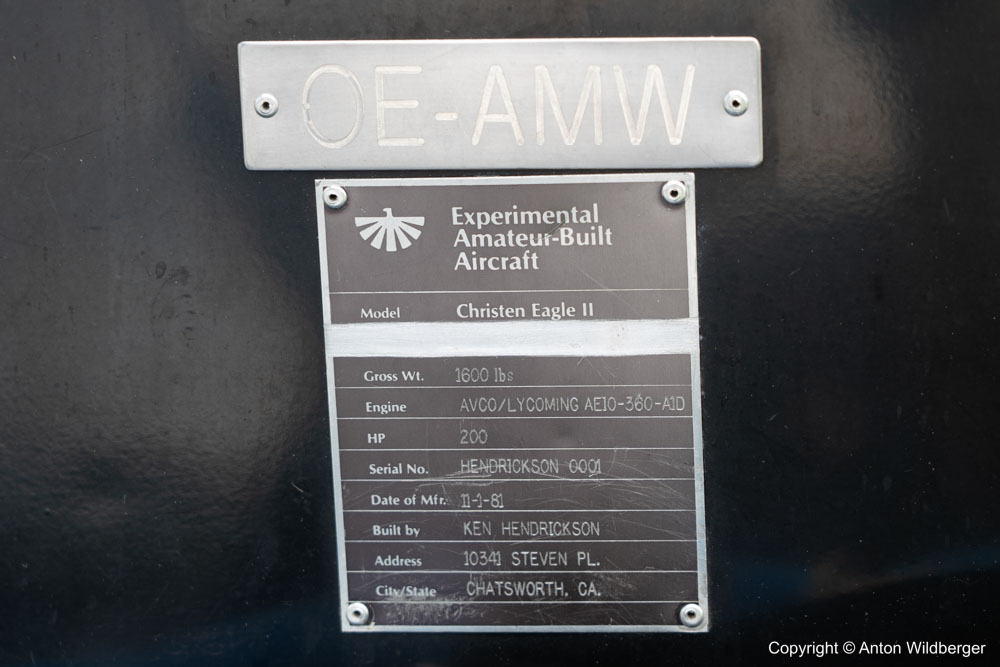 OE-AMW
Experimental
Amateur-Built
Aircraft
Model Christen Eagle II
Gross Wt. 1600 lbs
Engine AVCO/LYCOMING AEIO-360-A1D
HP 200
Serial No. HENDRICKSON 0001
Date of Mfr. 11-1-81
Built by KEN HENDRICKSON
Address 10341 STEVEN PL.
City/State CHATSWORTH, CA.
Copyright © Anton Wildberger